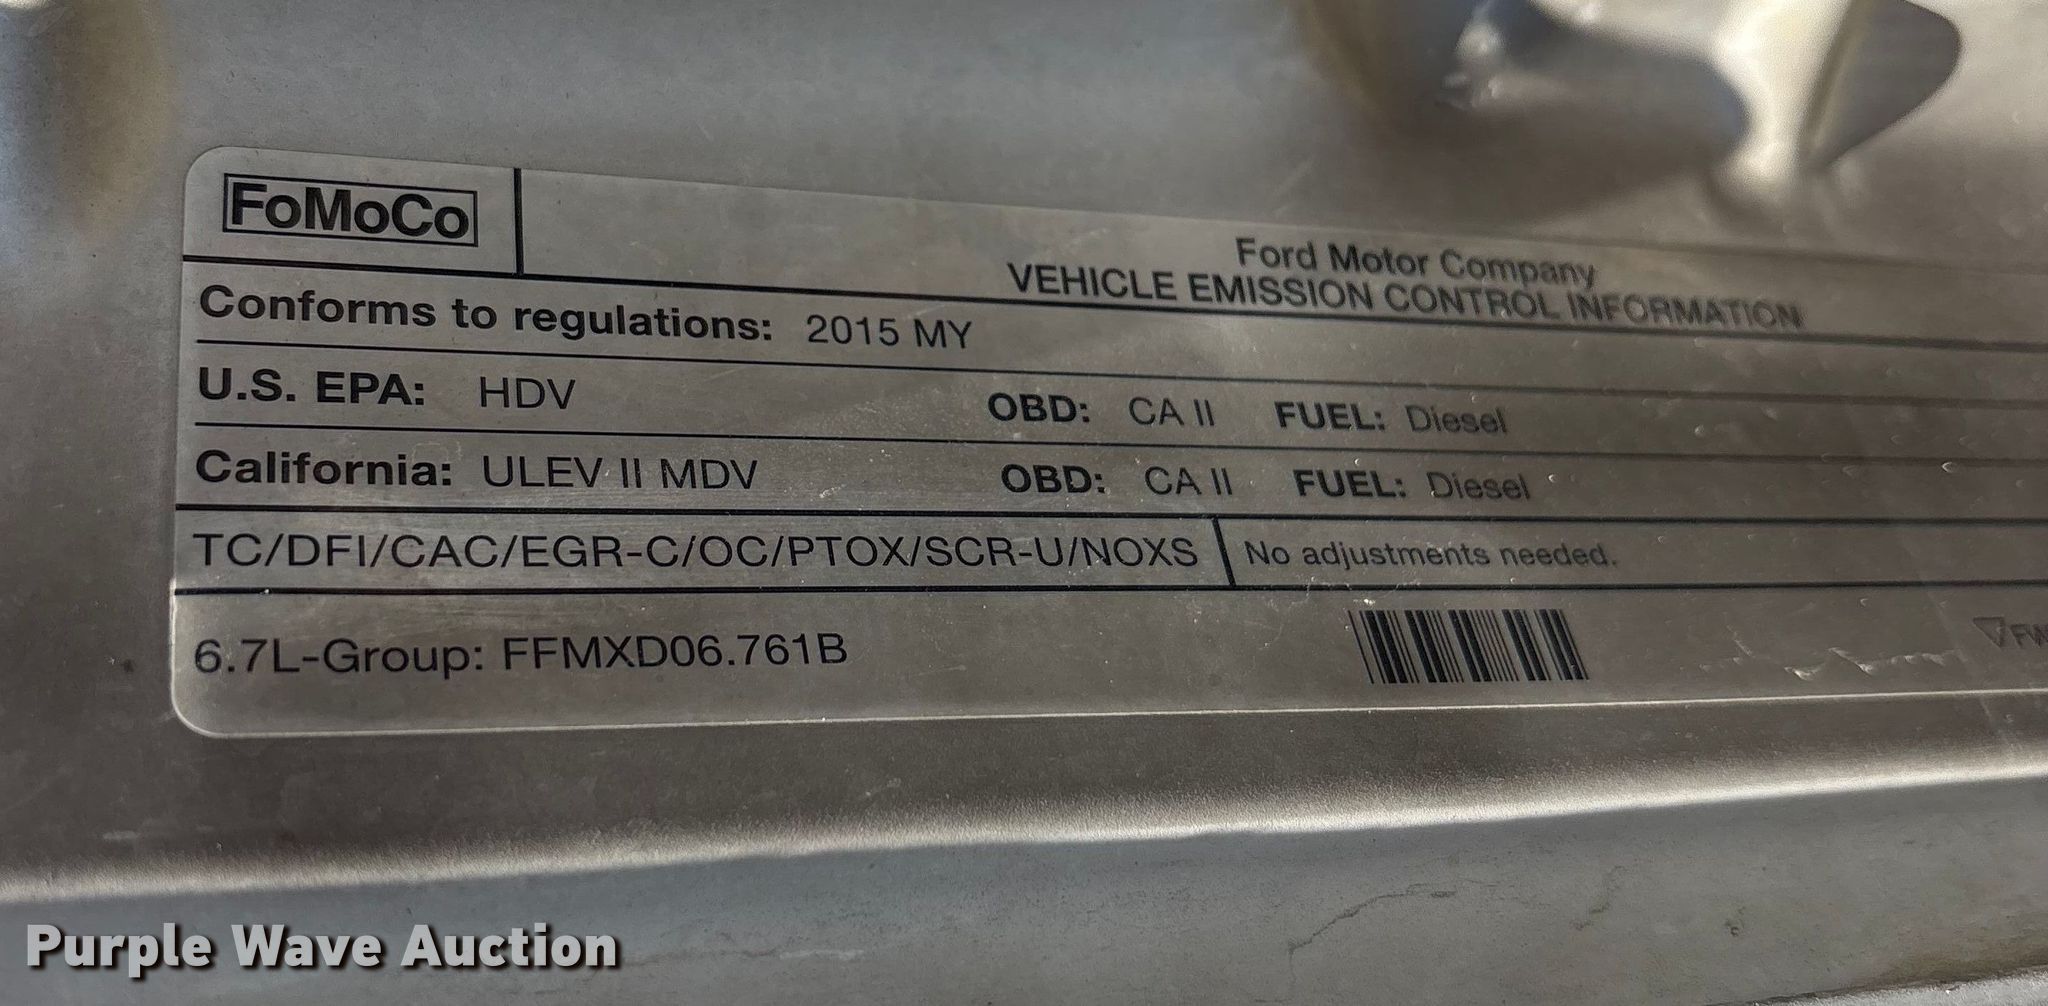 FoMoCo
Ford Motor Company
VEHICLE EMISSION CONTROL INFORMATION
Conforms to regulations: 2015 MY
U.S. EPA: HDV OBD: CA II FUEL: Diesel
California: ULEV II MDV OBD: CA II FUEL: Diesel
TC/DFI/CAC/EGR-C/OC/PTOX/SCR-U/NOXS No adjustments needed.
6.7L-Group: FFMXD06.761B
Purple Wave Auction